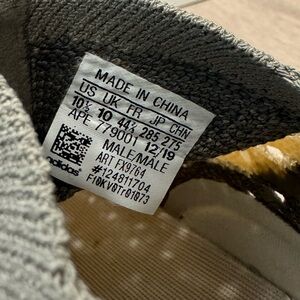 MADE IN CHINA
US UK FR JP CHN
10½ 10 44⅔ 285 275
APE 779001 12/19
MALE/MALE
ART FX9764
#124811704
F10KV0Tr01073
adidas